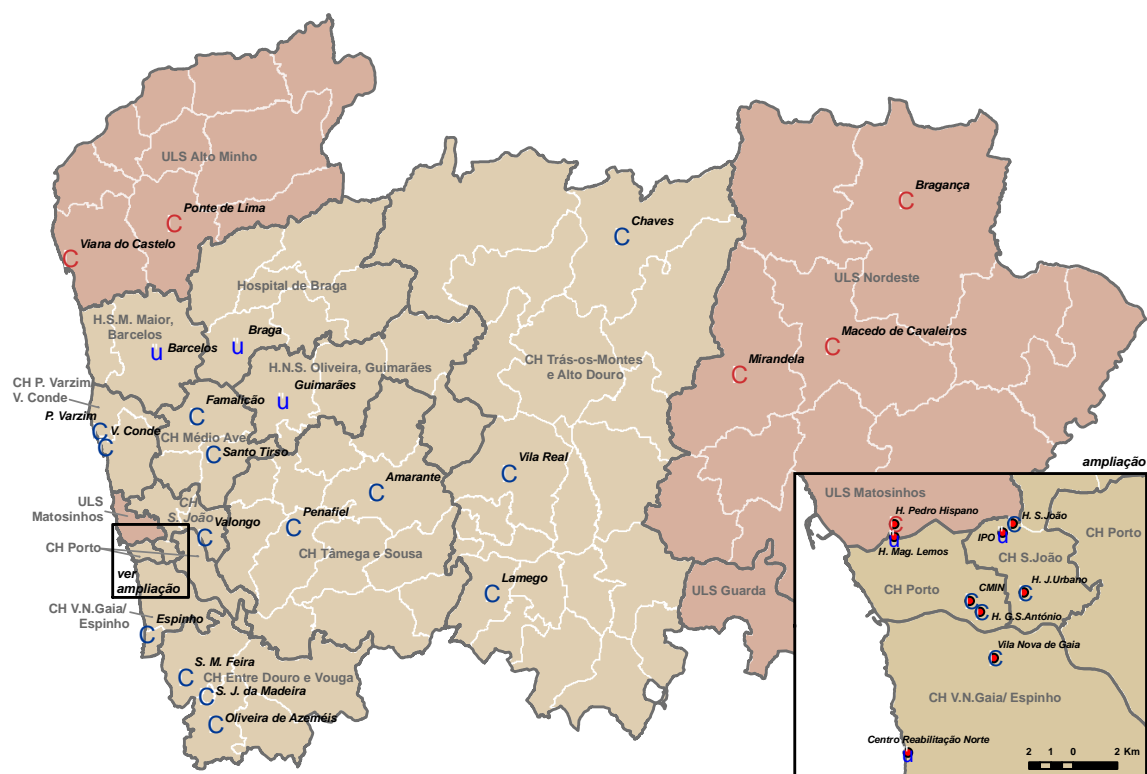 ULS Alto Minho
Ponte de Lima
C
Viana do Castelo
C
Bragança
C
Chaves
C
ULS Nordeste
Hospital de Braga
H.S.M. Maior,
Barcelos
Braga
u
Barcelos
u
Macedo de Cavaleiros
C
Mirandela
C
H.N.S. Oliveira, Guimarães
Guimarães
u
CH Trás-os-Montes
e Alto Douro
CH P. Varzim
V. Conde
P. Varzim
C
V. Conde
C
Famalição
C
CH Médio Ave
Santo Tirso
C
Vila Real
C
Amarante
C
ULS
Matosinhos
CH
S. João
Valongo
C
Penafiel
C
CH Tâmega e Sousa
CH Porto
ver
ampliação
Lamego
C
ULS Guarda
CH V.N.Gaia/
Espinho
Espinho
C
S. M. Feira
C
CH Entre Douro e Vouga
S. J. da Madeira
C
Oliveira de Azeméis
C
ampliação
ULS Matosinhos
H. Pedro Hispano
C
H. S.João
C
IPO
u
H. Mag. Lemos
u
CH Porto
CH S.João
CH Porto
CMIN
C
H. J.Urbano
C
H. G.S.António
C
Vila Nova de Gaia
C
CH V.N.Gaia/ Espinho
Centro Reabilitação Norte
u
2 1 0 2 Km